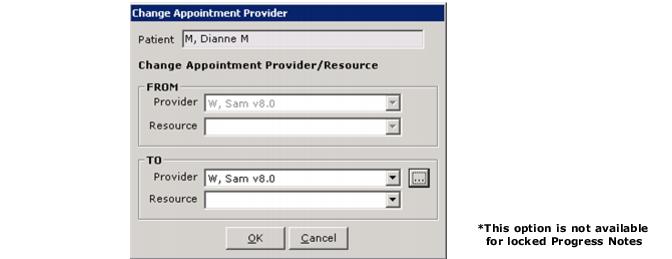 Change Appointment Provider
Patient M, Dianne M
Change Appointment Provider/Resource
FROM
Provider W, Sam v8.0
Resource
TO
Provider W, Sam v8.0 ...
Resource
OK Cancel
*This option is not available
for locked Progress Notes